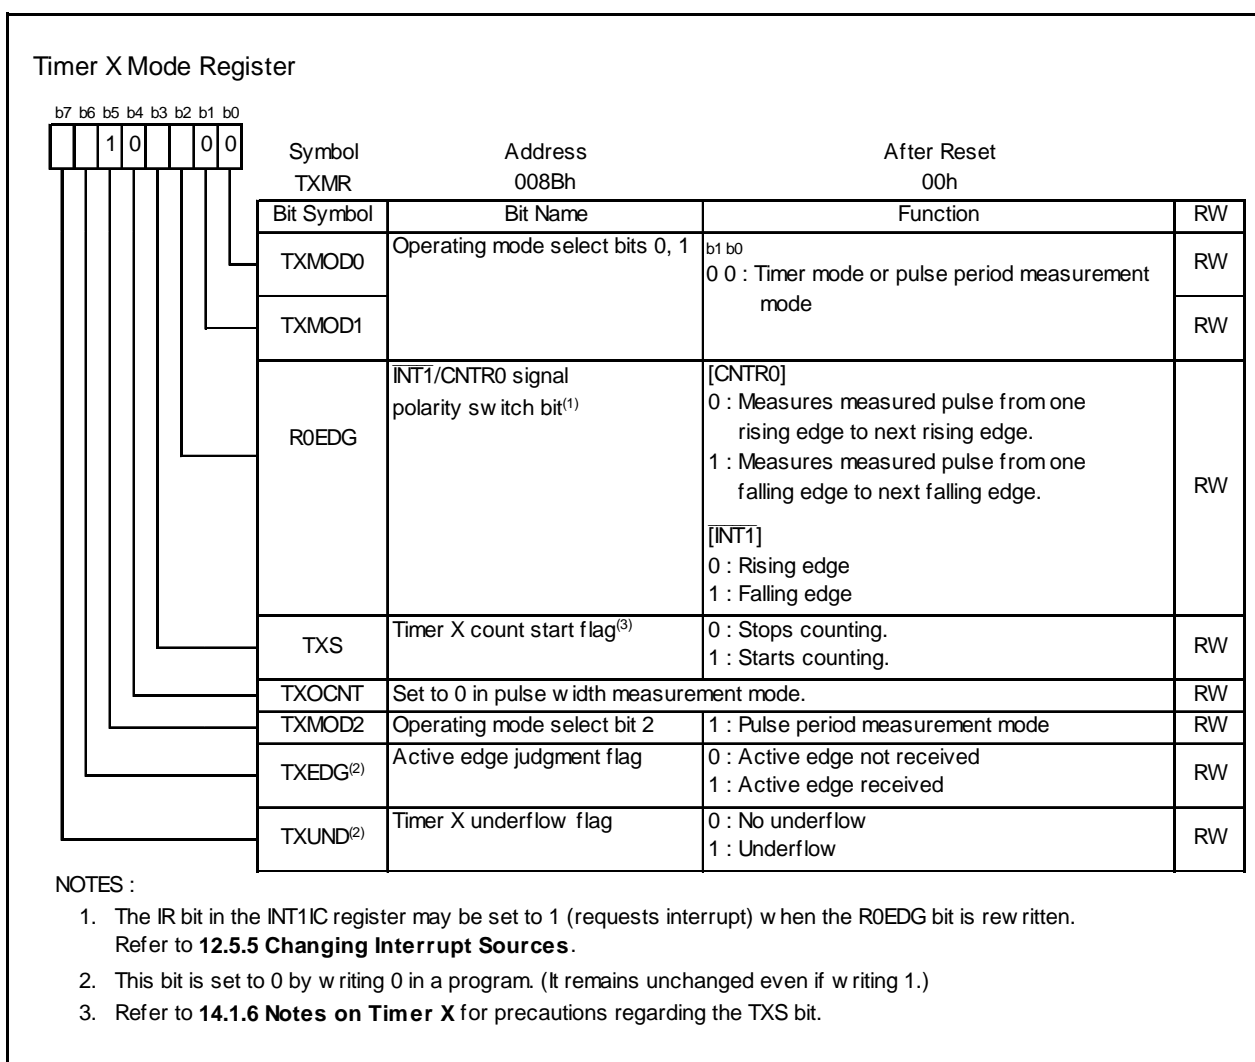 Timer X Mode Register
b7 b6 b5 b4 b3 b2 b1 b0
1 0 0 0
Symbol Address After Reset
TXMR 008Bh 00h
Bit Symbol Bit Name Function RW
TXMOD0 Operating mode select bits 0, 1 b1 b0 RW
0 0 : Timer mode or pulse period measurement
mode
TXMOD1 RW
R0EDG INT1/CNTR0 signal [CNTR0] RW
polarity switch bit(1) 0 : Measures measured pulse from one
rising edge to next rising edge.
1 : Measures measured pulse from one
falling edge to next falling edge.
[INT1]
0 : Rising edge
1 : Falling edge
TXS Timer X count start flag(3) 0 : Stops counting. RW
1 : Starts counting.
TXOCNT Set to 0 in pulse width measurement mode. RW
TXMOD2 Operating mode select bit 2 1 : Pulse period measurement mode RW
TXEDG(2) Active edge judgment flag 0 : Active edge not received RW
1 : Active edge received
TXUND(2) Timer X underflow flag 0 : No underflow RW
1 : Underflow
NOTES :
1. The IR bit in the INT1IC register may be set to 1 (requests interrupt) when the R0EDG bit is rewritten.
Refer to 12.5.5 Changing Interrupt Sources.
2. This bit is set to 0 by writing 0 in a program. (It remains unchanged even if writing 1.)
3. Refer to 14.1.6 Notes on Timer X for precautions regarding the TXS bit.